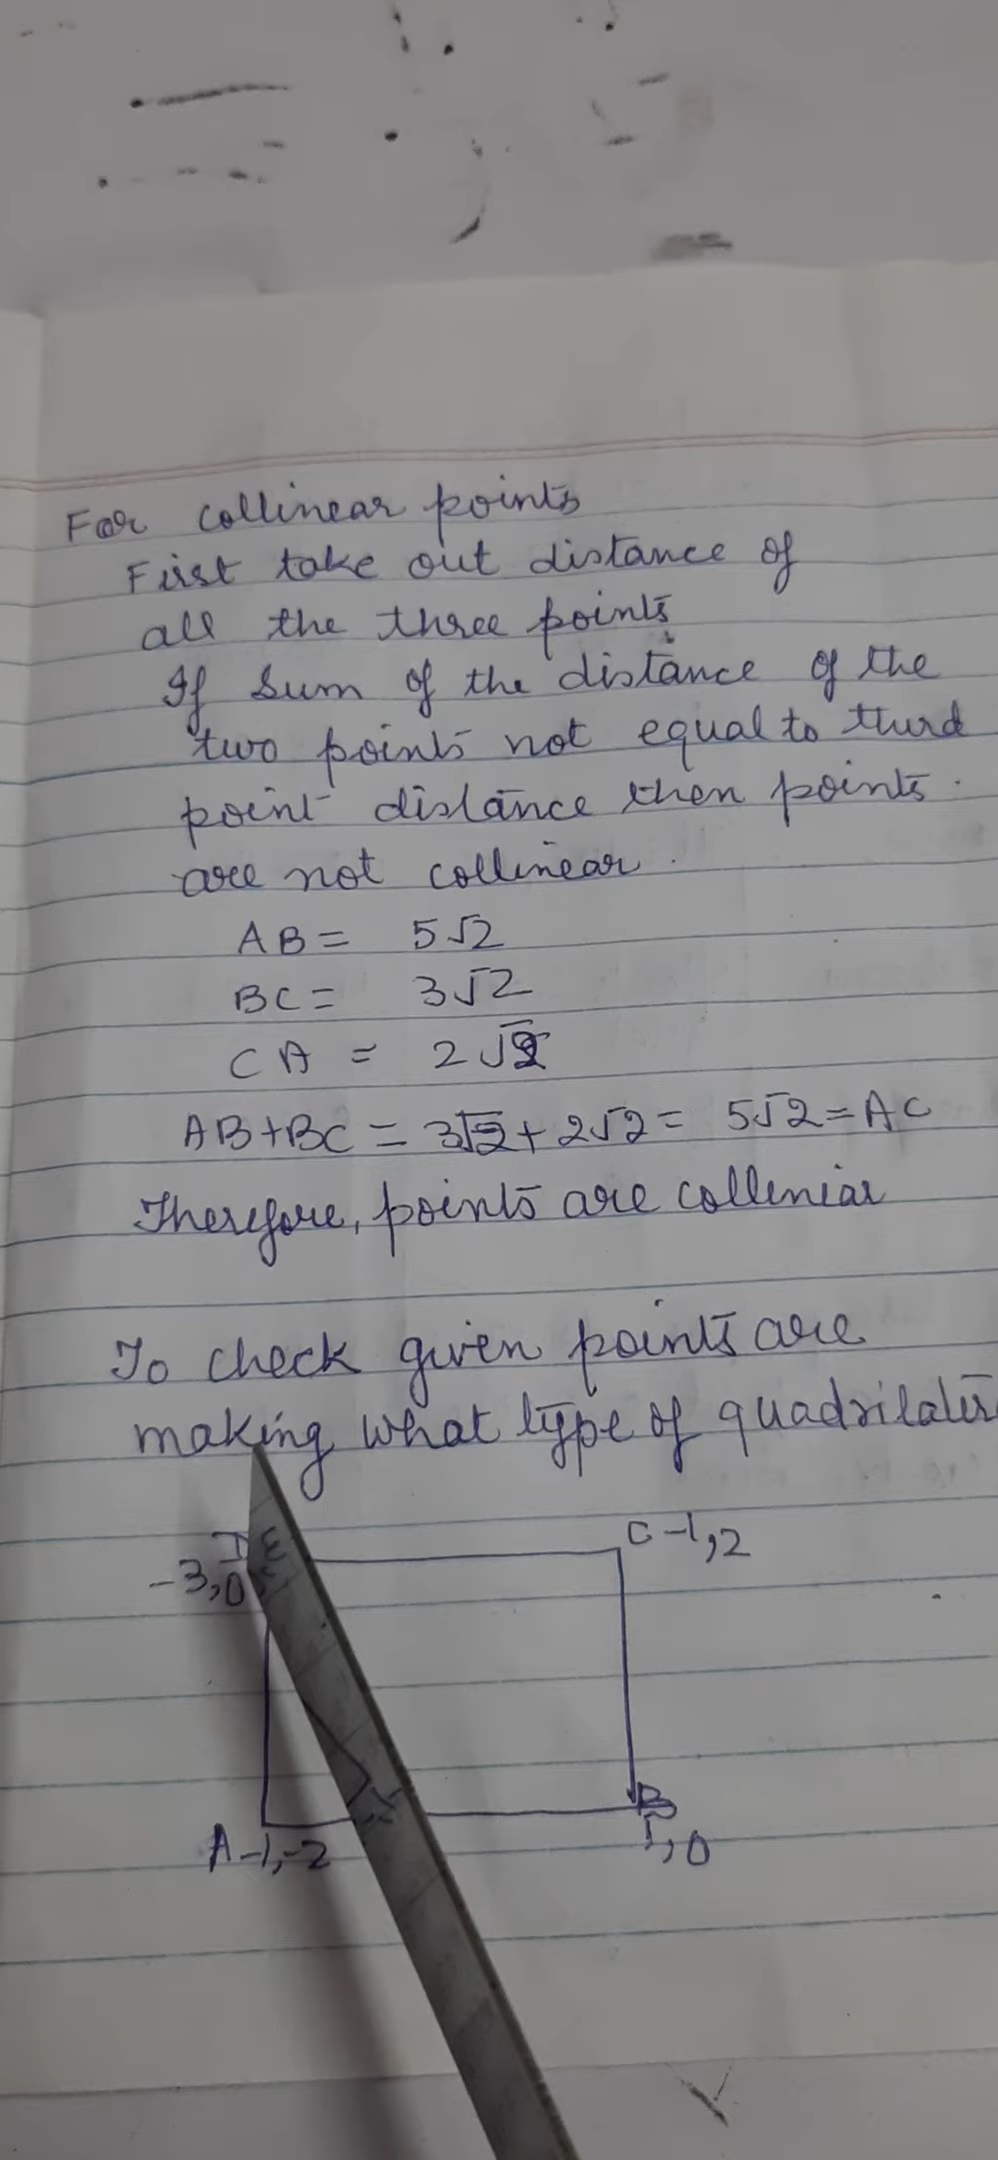 For collinear points
First take out distance of
all the three points
If Sum of the distance of the
two points not equal to third
point distance then points.
are not collinear.
AB = 5√2
BC = 3√2
CA = 2√2
AB+BC = 3√2 + 2√2 = 5√2 = AC
Therefore, points are colleniar
To check given points are
making what type of quadrilater
C -1,2
-3,0
A -1,-2
B
1,0